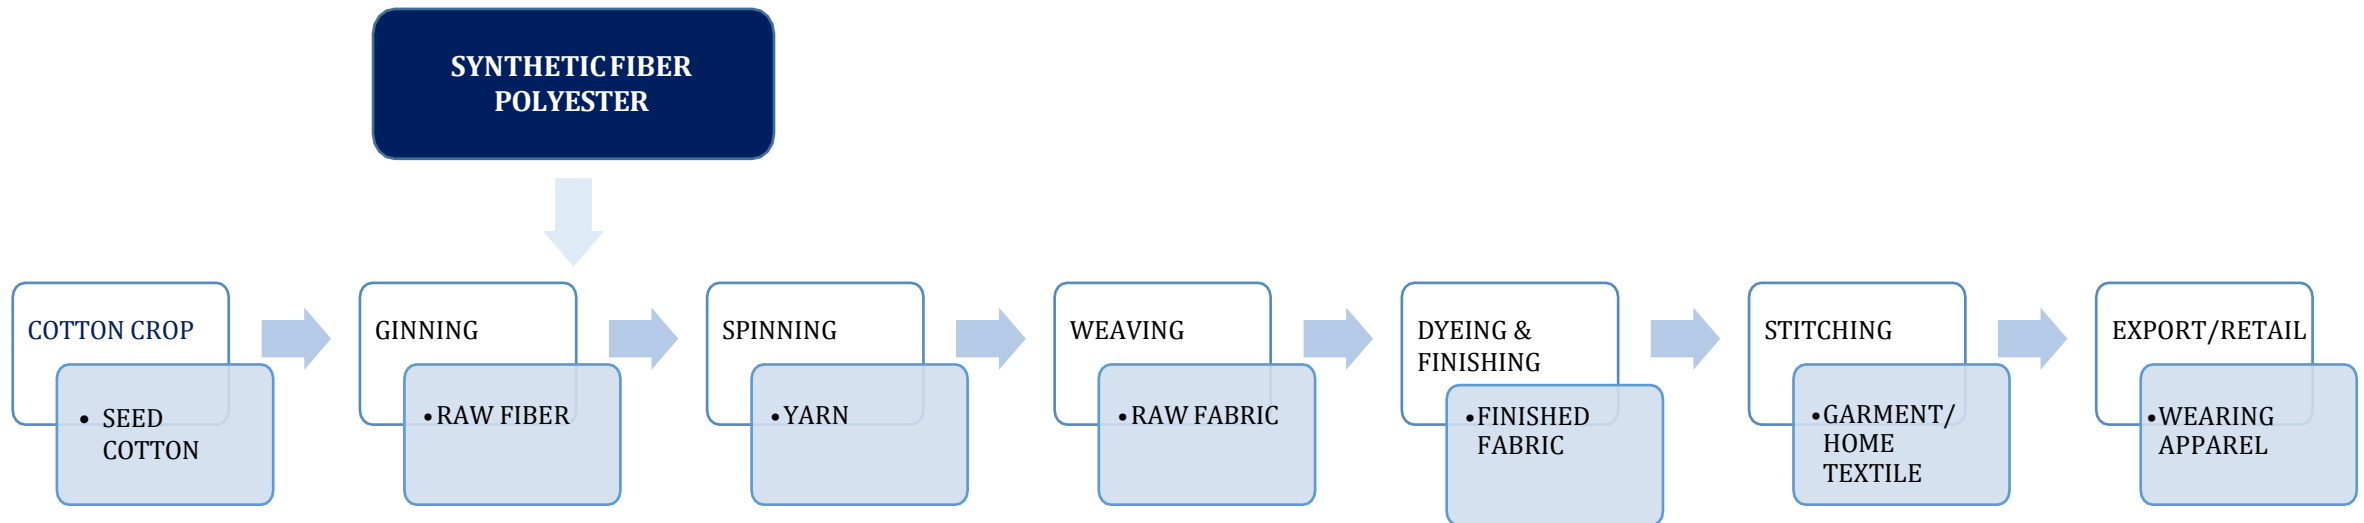 SYNTHETIC FIBER
POLYESTER
COTTON CROP
• SEED
COTTON
GINNING
•RAW FIBER
SPINNING
•YARN
WEAVING
•RAW FABRIC
DYEING &
FINISHING
•FINISHED
FABRIC
STITCHING
•GARMENT/
HOME
TEXTILE
EXPORT/RETAIL
•WEARING
APPAREL